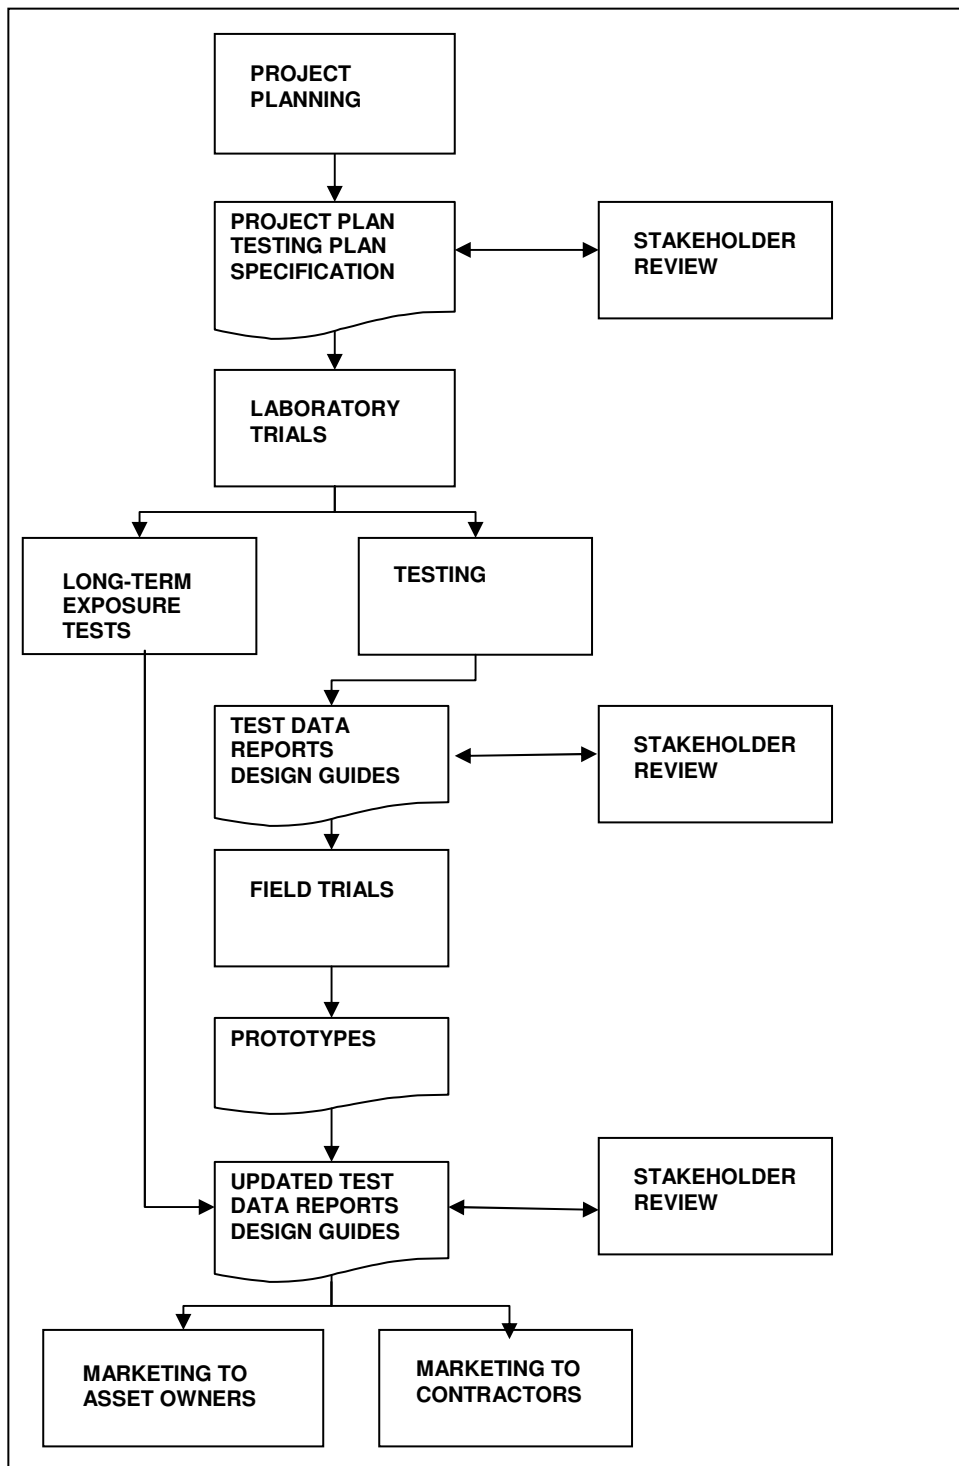 PROJECT
PLANNING
PROJECT PLAN
TESTING PLAN
SPECIFICATION
STAKEHOLDER
REVIEW
LABORATORY
TRIALS
LONG-TERM
EXPOSURE
TESTS
TESTING
TEST DATA
REPORTS
DESIGN GUIDES
STAKEHOLDER
REVIEW
FIELD TRIALS
PROTOTYPES
UPDATED TEST
DATA REPORTS
DESIGN GUIDES
STAKEHOLDER
REVIEW
MARKETING TO
ASSET OWNERS
MARKETING TO
CONTRACTORS